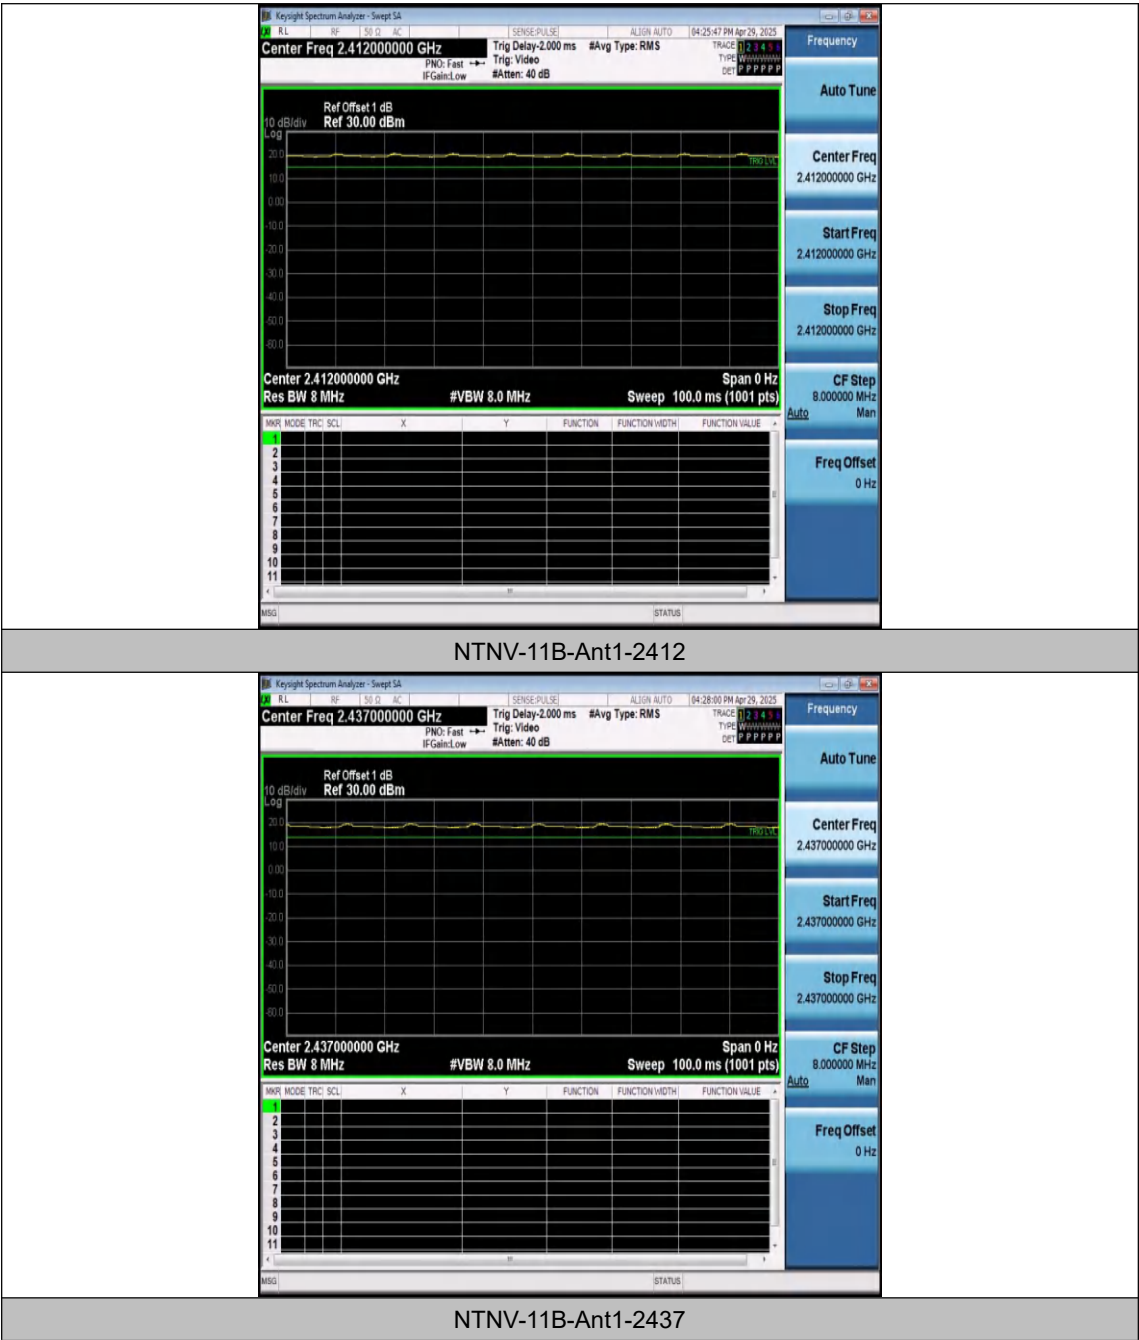 Keysight Spectrum Analyzer - Swept SA
RL RF 50 Ω AC SENSE:PULSE ALIGN AUTO 04:25:47 PM Apr 29, 2025
Center Freq 2.412000000 GHz
PNO: Fast
IFGain:Low
Trig Delay-2.000 ms
Trig: Video
#Atten: 40 dB
#Avg Type: RMS
TRACE 1 2 3 4 5 6
TYPE
DET P P P P P P
Frequency
Auto Tune
Center Freq
2.412000000 GHz
Start Freq
2.412000000 GHz
Stop Freq
2.412000000 GHz
CF Step
8.000000 MHz
Auto Man
Freq Offset
0 Hz
Ref Offset 1 dB
10 dB/div Ref 30.00 dBm
Log
20.0
10.0
0.00
-10.0
-20.0
-30.0
-40.0
-50.0
-60.0
TRIG LVL
Center 2.412000000 GHz Span 0 Hz
Res BW 8 MHz #VBW 8.0 MHz Sweep 100.0 ms (1001 pts)
MKR MODE TRC SCL X Y FUNCTION FUNCTION WIDTH FUNCTION VALUE
1
2
3
4
5
6
7
8
9
10
11
MSG STATUS
NTNV-11B-Ant1-2412
Keysight Spectrum Analyzer - Swept SA
RL RF 50 Ω AC SENSE:PULSE ALIGN AUTO 04:28:00 PM Apr 29, 2025
Center Freq 2.437000000 GHz
PNO: Fast
IFGain:Low
Trig Delay-2.000 ms
Trig: Video
#Atten: 40 dB
#Avg Type: RMS
TRACE 1 2 3 4 5 6
TYPE
DET P P P P P P
Frequency
Auto Tune
Center Freq
2.437000000 GHz
Start Freq
2.437000000 GHz
Stop Freq
2.437000000 GHz
CF Step
8.000000 MHz
Auto Man
Freq Offset
0 Hz
Ref Offset 1 dB
10 dB/div Ref 30.00 dBm
Log
20.0
10.0
0.00
-10.0
-20.0
-30.0
-40.0
-50.0
-60.0
TRIG LVL
Center 2.437000000 GHz Span 0 Hz
Res BW 8 MHz #VBW 8.0 MHz Sweep 100.0 ms (1001 pts)
MKR MODE TRC SCL X Y FUNCTION FUNCTION WIDTH FUNCTION VALUE
1
2
3
4
5
6
7
8
9
10
11
MSG STATUS
NTNV-11B-Ant1-2437